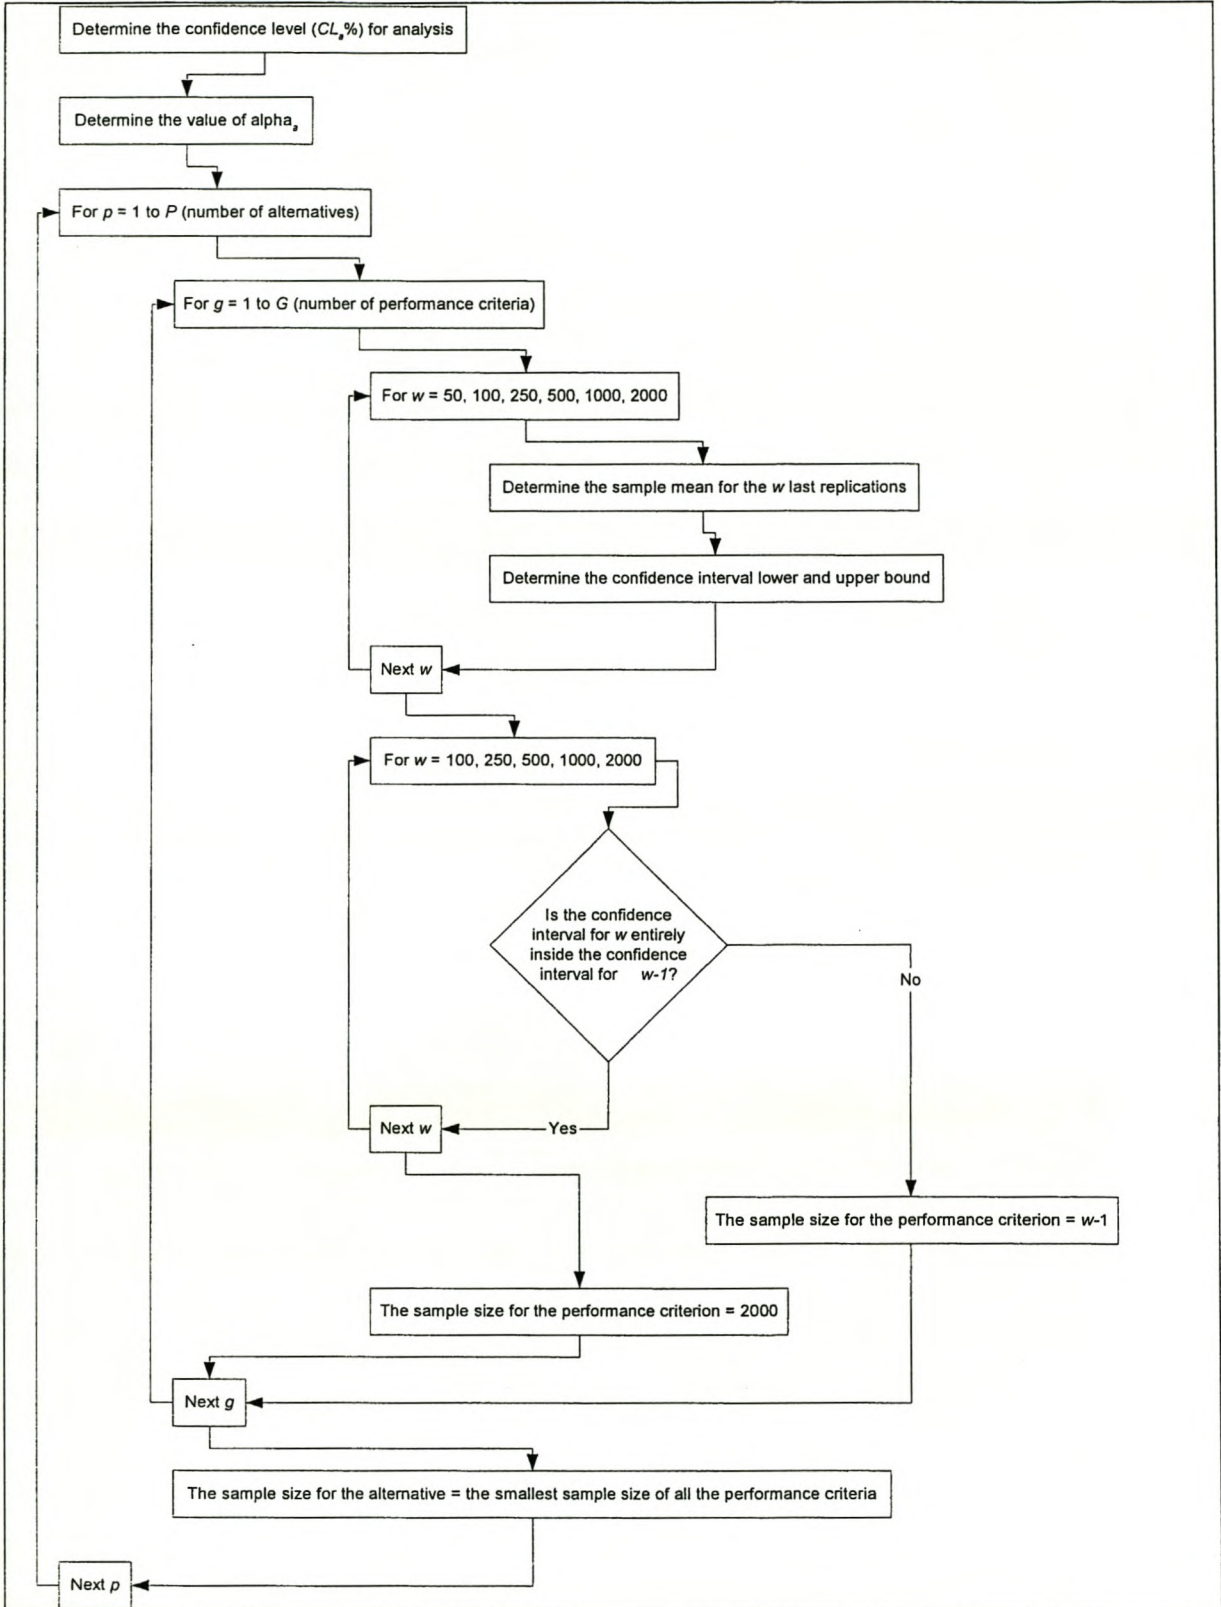 Determine the confidence level (CLa%) for analysis
Determine the value of alphaa
For p = 1 to P (number of alternatives)
For g = 1 to G (number of performance criteria)
For w = 50, 100, 250, 500, 1000, 2000
Determine the sample mean for the w last replications
Determine the confidence interval lower and upper bound
Next w
For w = 100, 250, 500, 1000, 2000
Is the confidence
interval for w entirely
inside the confidence
interval for w-1?
No
Next w
Yes
The sample size for the performance criterion = w-1
The sample size for the performance criterion = 2000
Next g
The sample size for the alternative = the smallest sample size of all the performance criteria
Next p